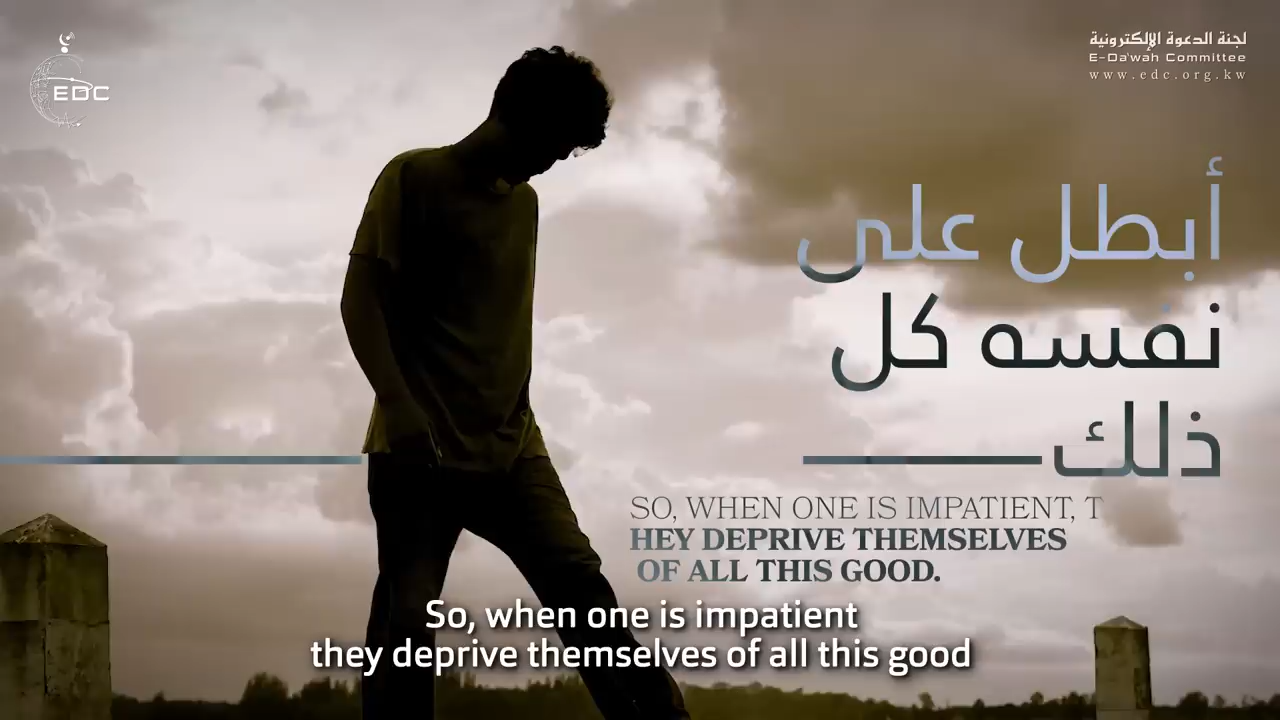 EDC
لجنة الدعوة الإلكترونية
E-Da'wah Committee
www.edc.org.kw
أبطل على
نفسه كل
ذلك
SO, WHEN ONE IS IMPATIENT, T
HEY DEPRIVE THEMSELVES
OF ALL THIS GOOD.
So, when one is impatient
they deprive themselves of all this good